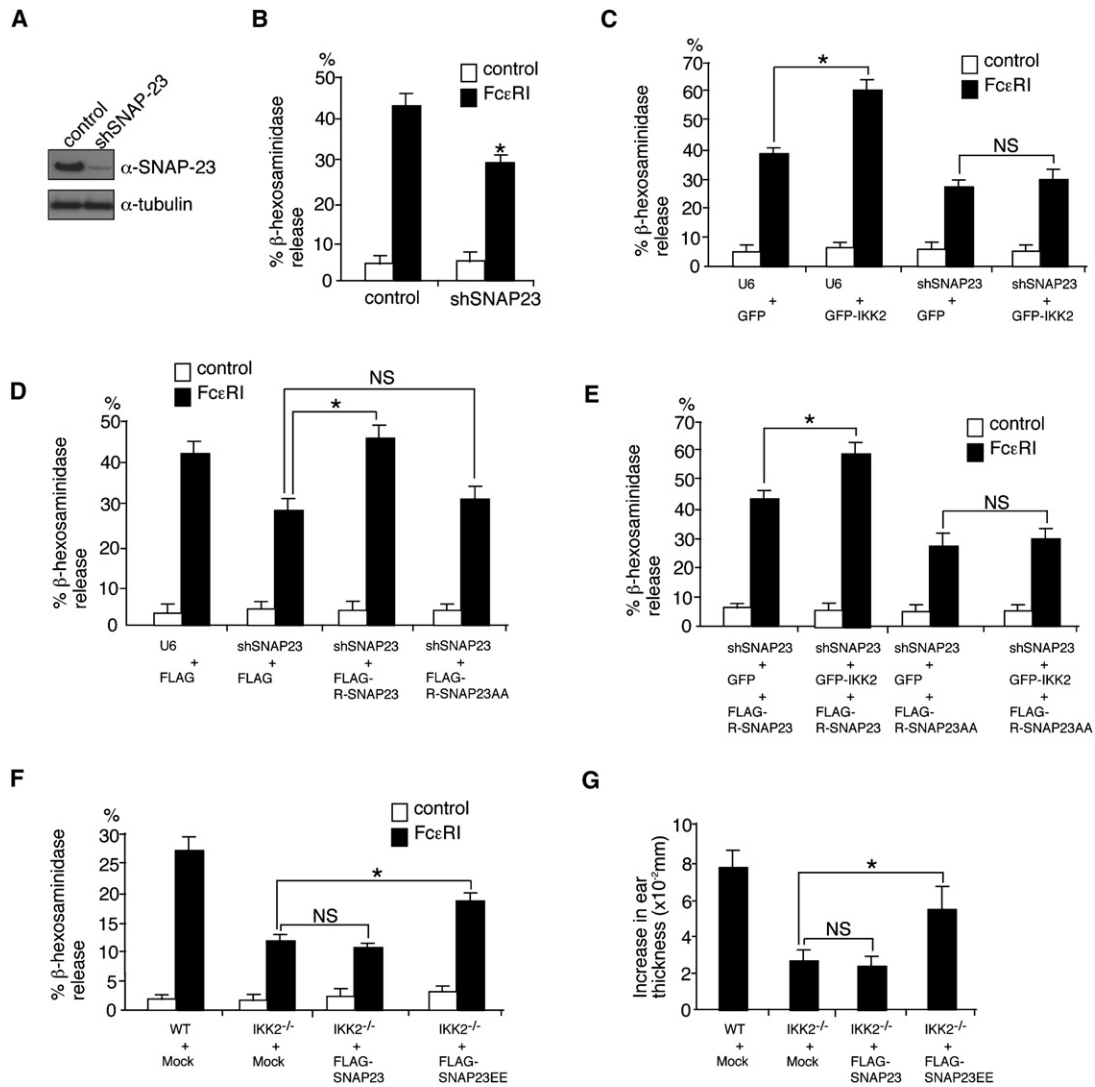 A
control
shSNAP-23
α-SNAP-23
α-tubulin
B
%
control
FcεRI
50
40
30
20
10
0
*
% β-hexosaminidase
release
control
shSNAP23
C
%
control
FcεRI
70
60
50
40
30
20
10
0
*
NS
% β-hexosaminidase
release
U6
+
GFP
U6
+
GFP-IKK2
shSNAP23
+
GFP
shSNAP23
+
GFP-IKK2
D
control
FcεRI
%
50
40
30
20
10
0
NS
*
% β-hexosaminidase
release
U6
+
FLAG
shSNAP23
+
FLAG
shSNAP23
+
FLAG-
R-SNAP23
shSNAP23
+
FLAG-
R-SNAP23AA
E
%
control
FcεRI
70
60
50
40
30
20
10
0
*
NS
% β-hexosaminidase
release
shSNAP23
+
GFP
+
FLAG-
R-SNAP23
shSNAP23
+
GFP-IKK2
+
FLAG-
R-SNAP23
shSNAP23
+
GFP
+
FLAG-
R-SNAP23AA
shSNAP23
+
GFP-IKK2
+
FLAG-
R-SNAP23AA
F
%
control
FcεRI
30
25
20
15
10
5
0
*
NS
% β-hexosaminidase
release
WT
+
Mock
IKK2-/-
+
Mock
IKK2-/-
+
FLAG-
SNAP23
IKK2-/-
+
FLAG-
SNAP23EE
G
10
8
6
4
2
0
*
NS
Increase in ear
thickness (x10-2mm)
WT
+
Mock
IKK2-/-
+
Mock
IKK2-/-
+
FLAG-
SNAP23
IKK2-/-
+
FLAG-
SNAP23EE